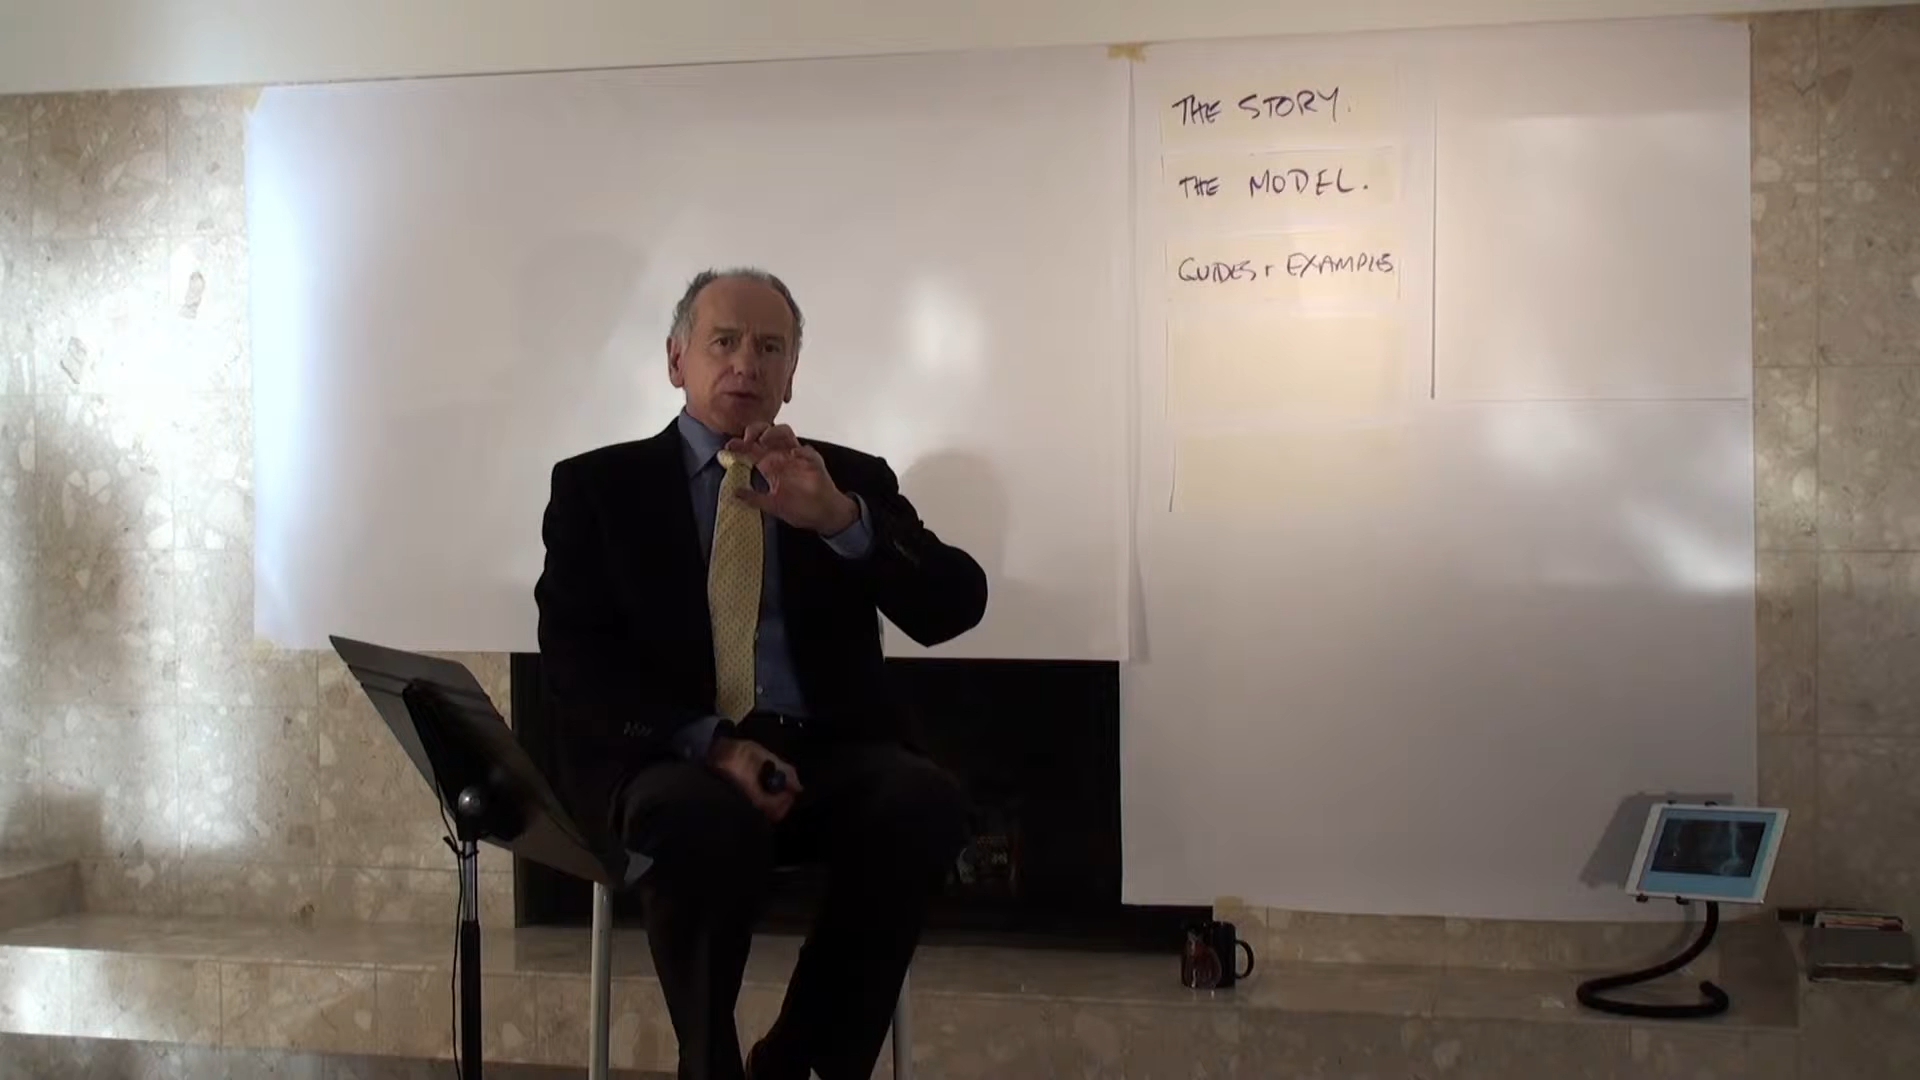 THE STORY.
THE MODEL.
GUIDES + EXAMPLES